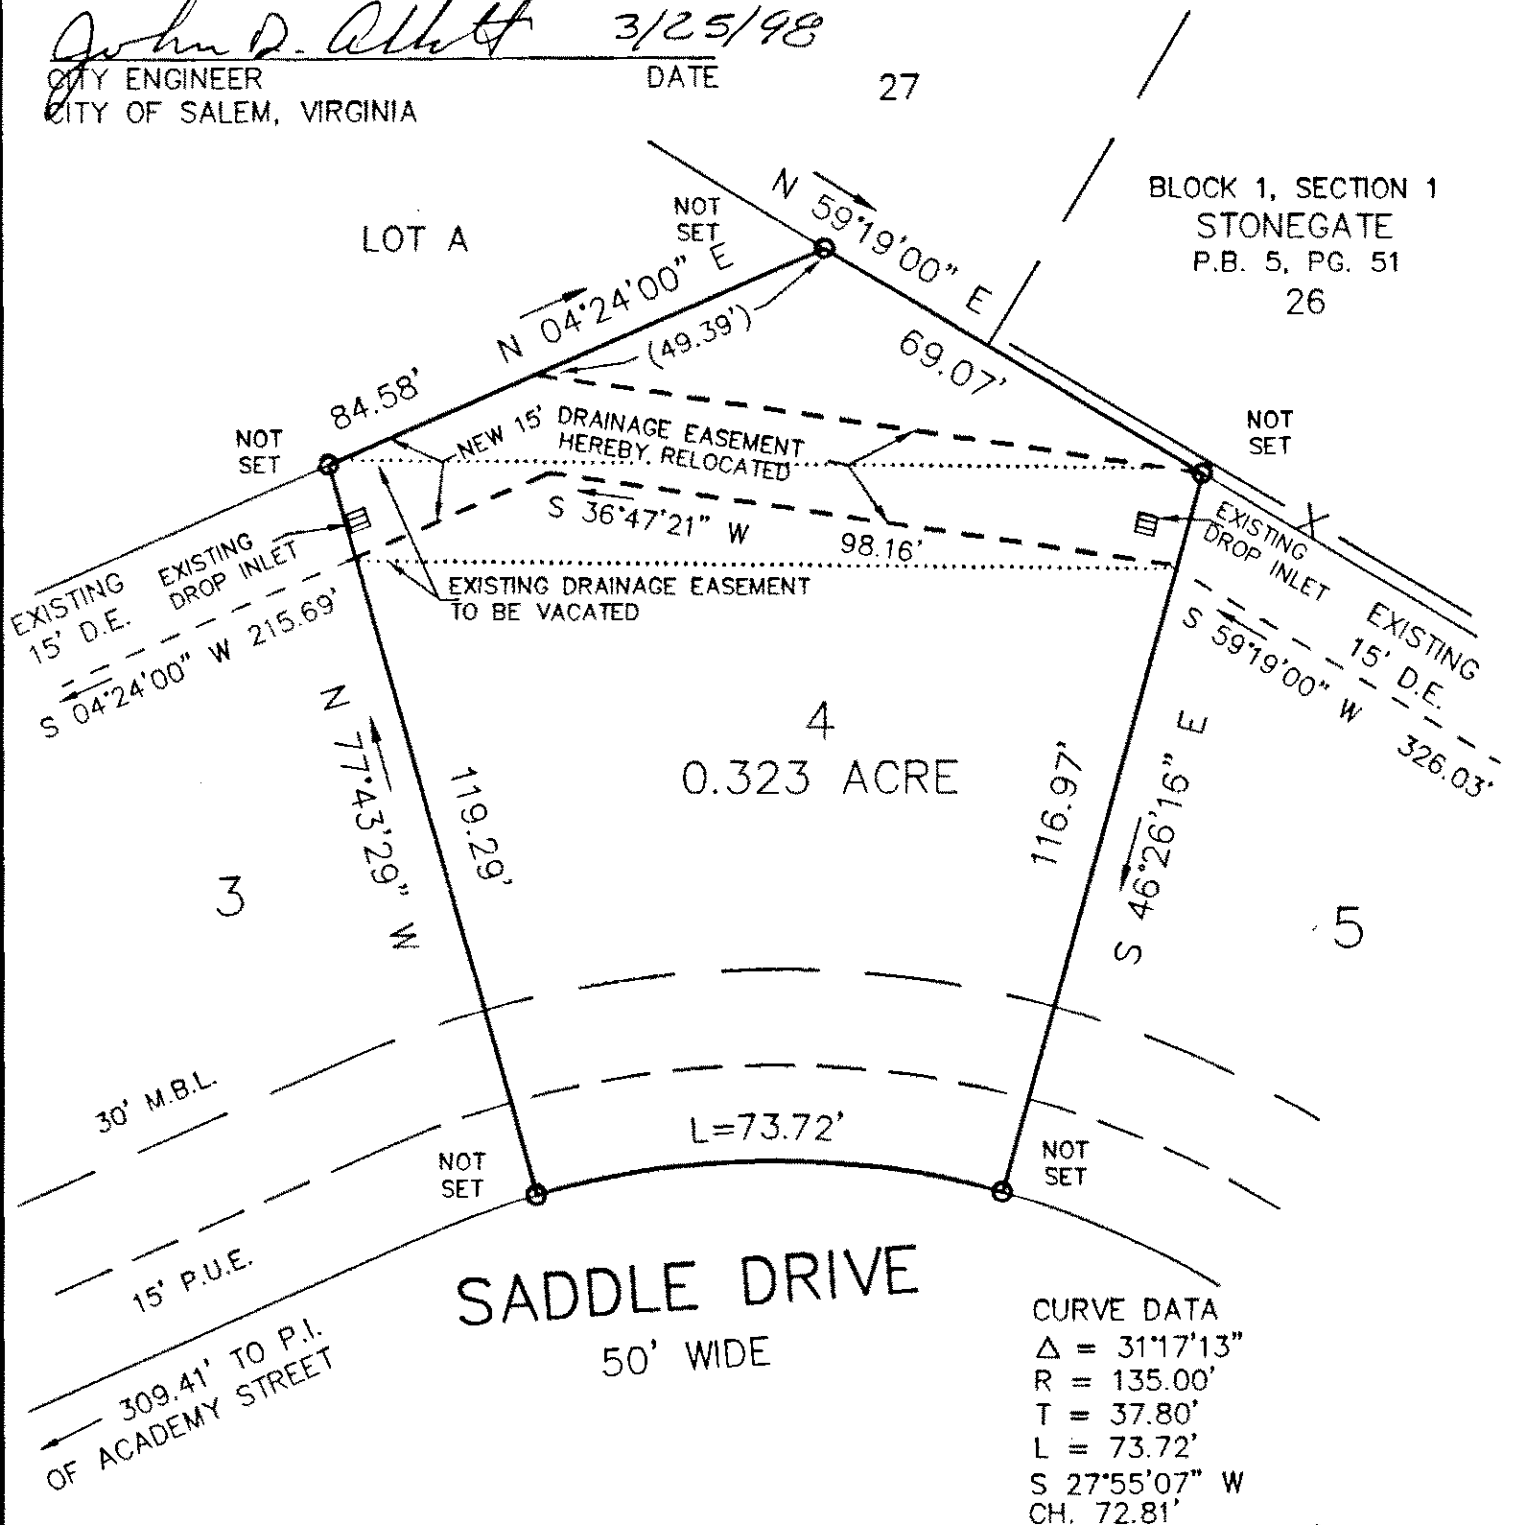 John D. Abbott 3/25/98
CITY ENGINEER DATE
CITY OF SALEM, VIRGINIA
27
BLOCK 1, SECTION 1
STONEGATE
P.B. 5, PG. 51
26
LOT A
NOT
SET
N 59°19'00" E
69.07'
N 04°24'00" E
84.58'
(49.39')
NOT
SET
NOT
SET
NEW 15' DRAINAGE EASEMENT
HEREBY RELOCATED
S 36°47'21" W
98.16'
EXISTING DRAINAGE EASEMENT
TO BE VACATED
EXISTING
DROP INLET
EXISTING
15' D.E.
S 04°24'00" W 215.69'
EXISTING
DROP INLET
X
EXISTING
15' D.E.
S 59°19'00" W 326.03'
N 77°43'29" W
119.29'
4
0.323 ACRE
116.97'
S 46°26'16" E
3
5
30' M.B.L.
15' P.U.E.
L=73.72'
NOT
SET
NOT
SET
SADDLE DRIVE
50' WIDE
309.41' TO P.I.
OF ACADEMY STREET
CURVE DATA
Δ = 31°17'13"
R = 135.00'
T = 37.80'
L = 73.72'
S 27°55'07" W
CH. 72.81'